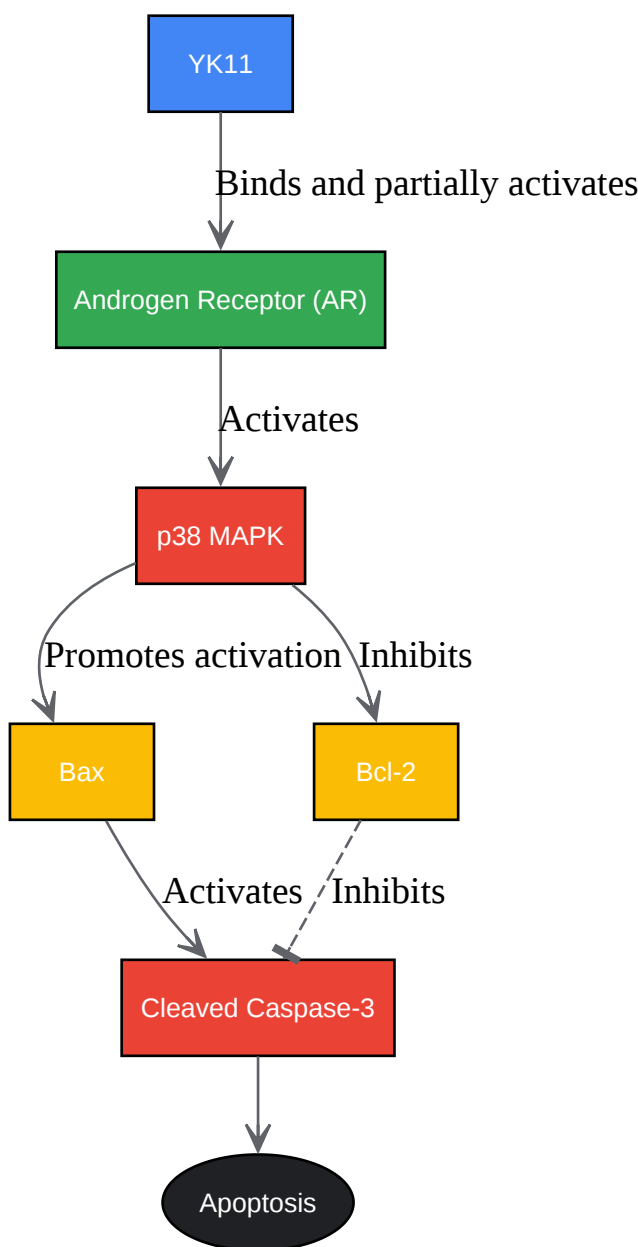 YK11
Binds and partially activates
Androgen Receptor (AR)
Activates
p38 MAPK
Promotes activation
Inhibits
Bax
Bcl-2
Activates
Inhibits
Cleaved Caspase-3
Apoptosis